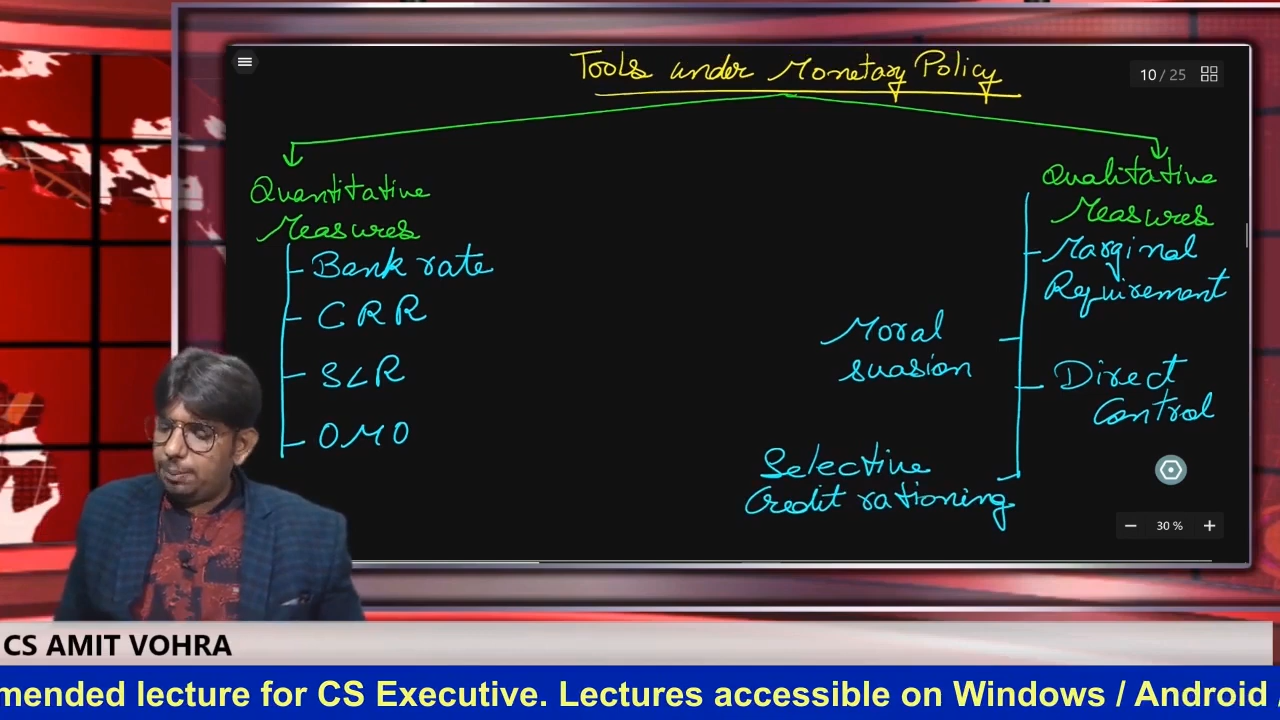 Tools under Monetary Policy
10 / 25
Quantitative
Measures
Bank rate
CRR
SLR
OMO
Qualitative
Measures
Marginal
Requirement
Moral
suasion
Direct
Control
Selective
Credit rationing
30 %
CS AMIT VOHRA
mended lecture for CS Executive. Lectures accessible on Windows / Android